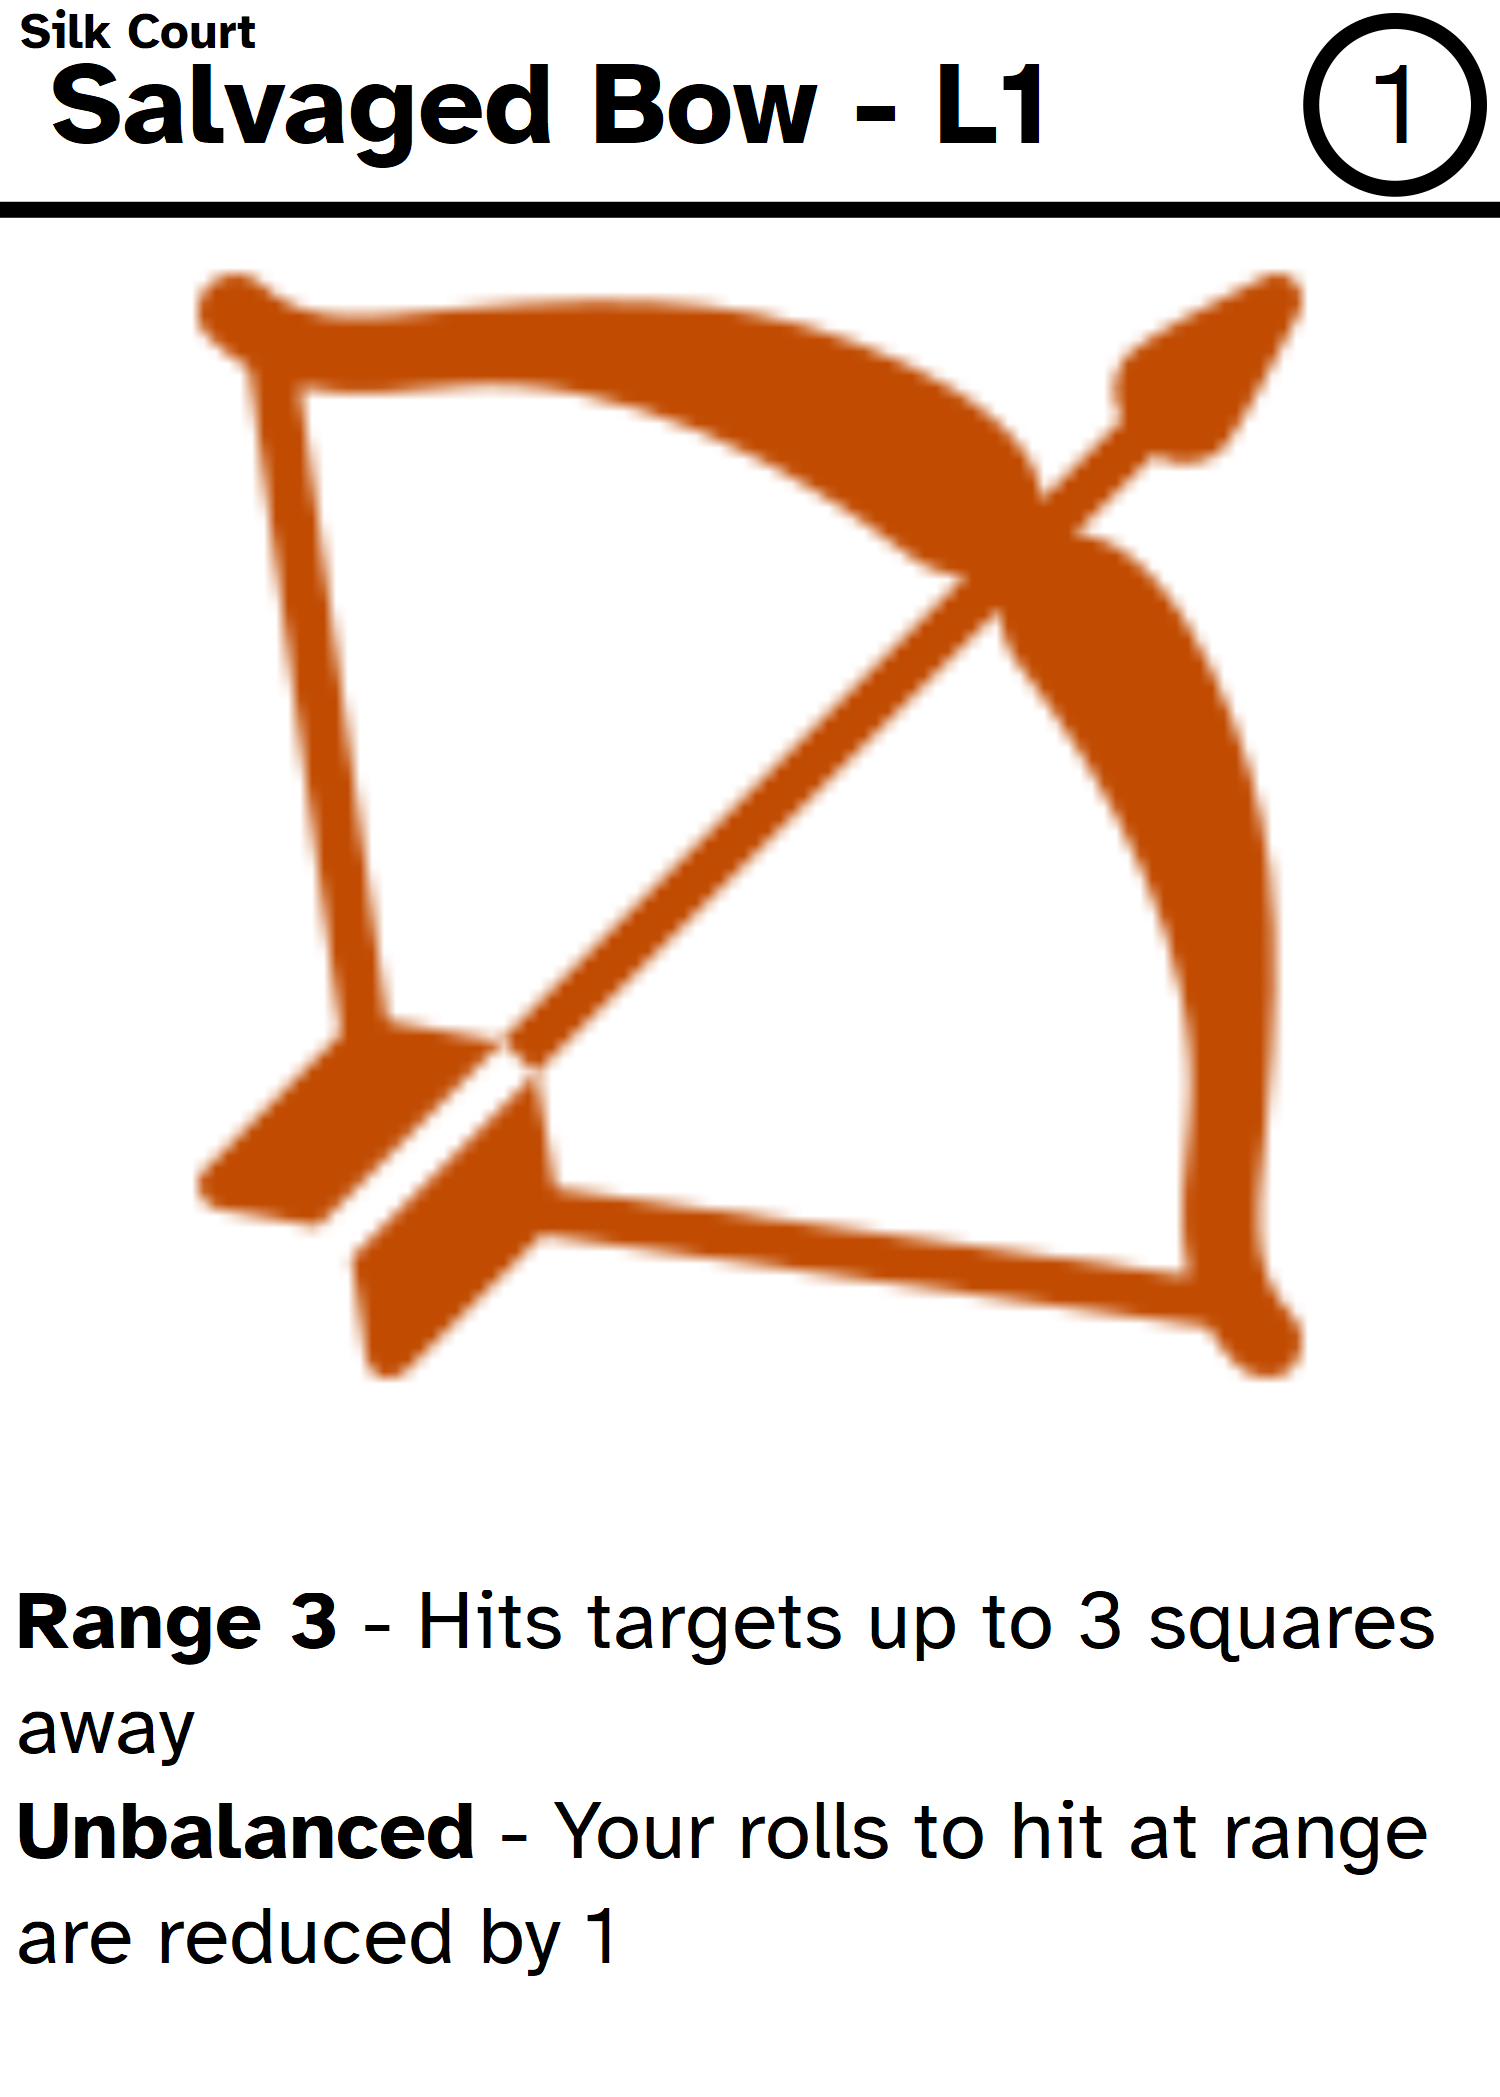 Silk Court
Salvaged Bow - L1
1
Range 3 - Hits targets up to 3 squares
away
Unbalanced - Your rolls to hit at range
are reduced by 1